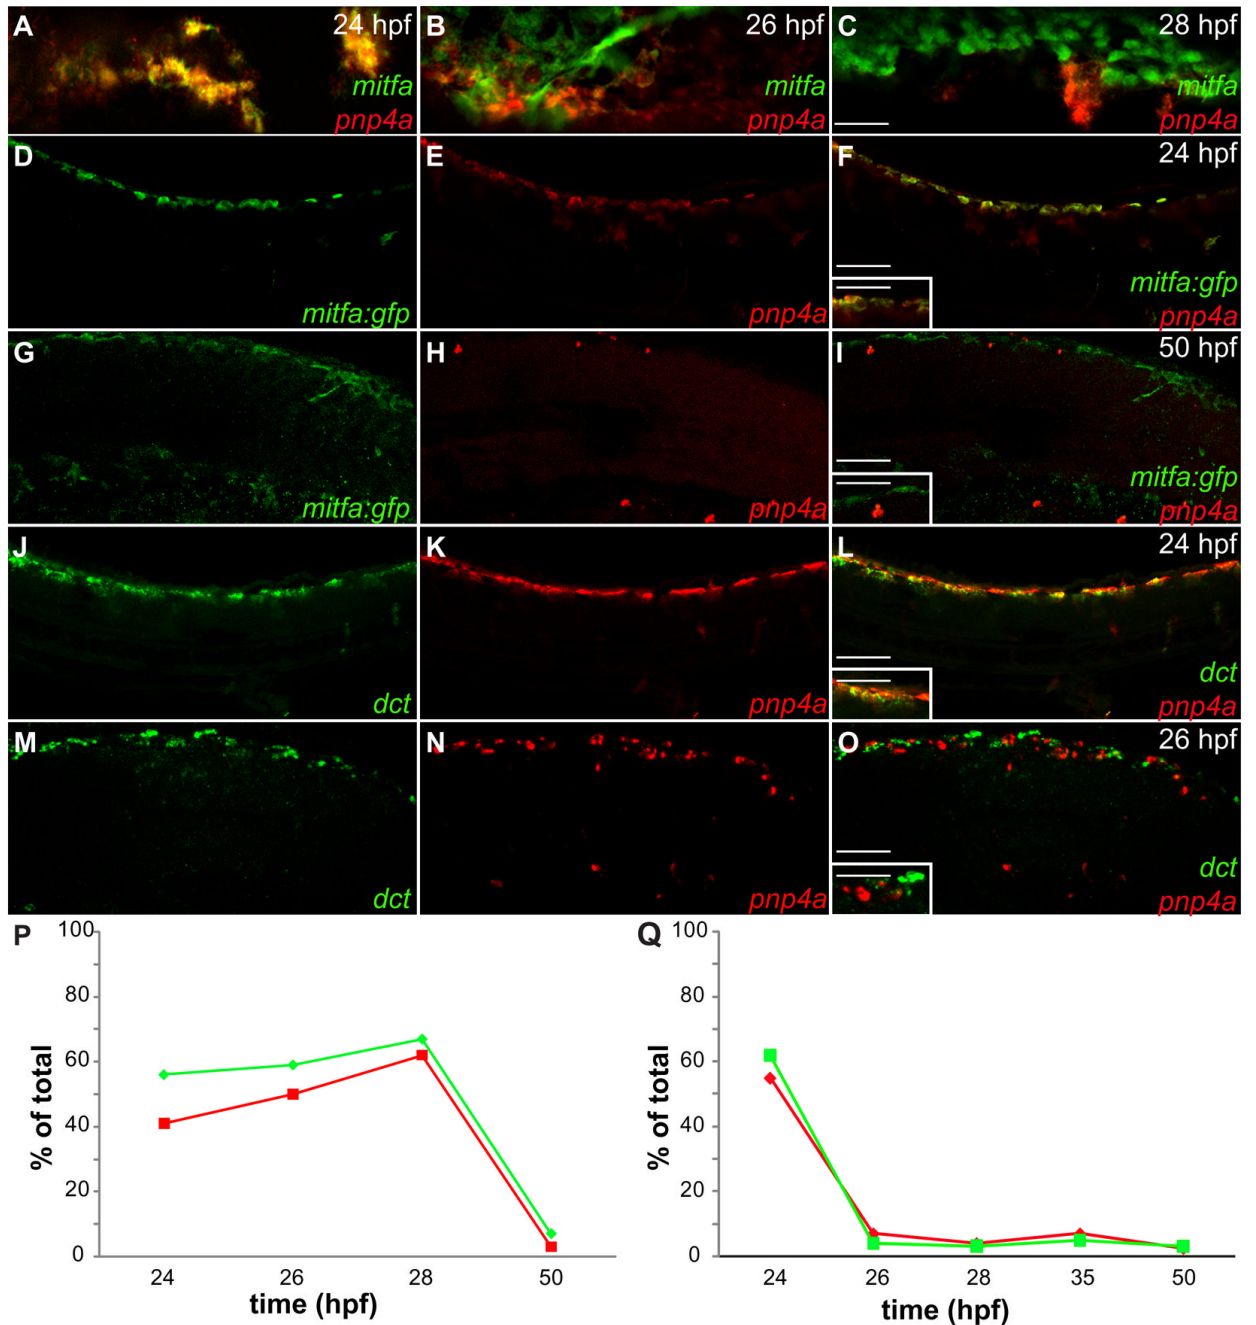 A 24 hpf
mitfa
pnp4a
B 26 hpf
mitfa
pnp4a
C 28 hpf
mitfa
pnp4a
D
mitfa:gfp
E
pnp4a
F 24 hpf
mitfa:gfp
pnp4a
G
mitfa:gfp
H
pnp4a
I 50 hpf
mitfa:gfp
pnp4a
J
dct
K
pnp4a
L 24 hpf
dct
pnp4a
M
dct
N
pnp4a
O 26 hpf
dct
pnp4a
P
100
80
60
40
20
0
% of total
24 26 28 50
time (hpf)
Q
100
80
60
40
20
0
% of total
24 26 28 35 50
time (hpf)